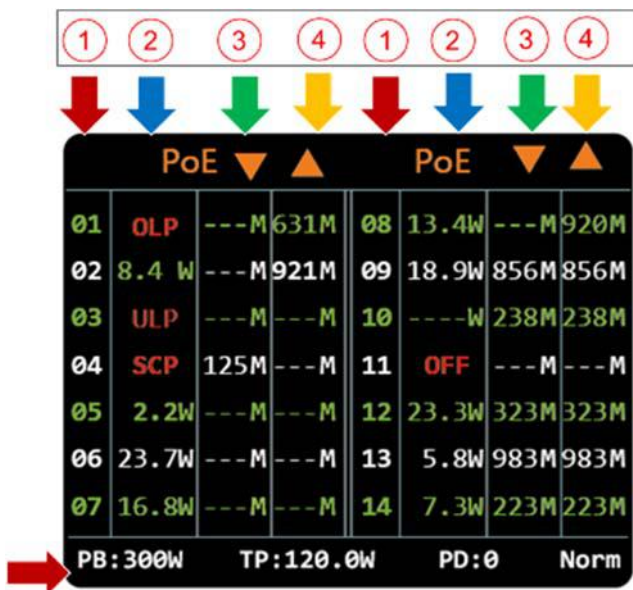 1 2 3 4 1 2 3 4
PoE ▼ ▲ PoE ▼ ▲
01 OLP ---M 631M 08 13.4W ---M 920M
02 8.4 W ---M 921M 09 18.9W 856M 856M
03 ULP ---M ---M 10 ----W 238M 238M
04 SCP 125M ---M 11 OFF ---M ---M
05 2.2W ---M ---M 12 23.3W 323M 323M
06 23.7W ---M ---M 13 5.8W 983M 983M
07 16.8W ---M ---M 14 7.3W 223M 223M
PB:300W TP:120.0W PD:0 Norm